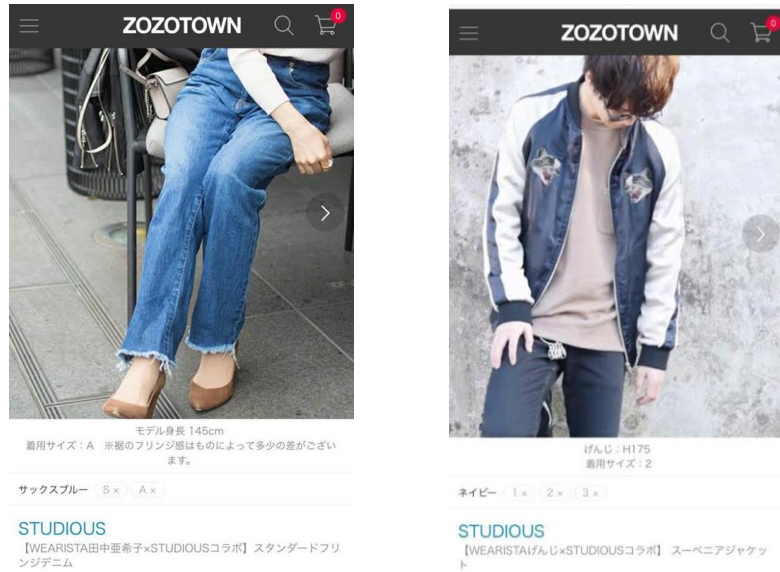 ZOZOTOWN
0
モデル身長 145cm
着用サイズ：A　※裾のフリンジ感はものによって多少の差がござい
ます。
サックスブルー S× A×
STUDIOUS
【WEARISTA田中亜希子×STUDIOUSコラボ】スタンダードフリ
ンジデニム
ZOZOTOWN
0
げんじ：H175
着用サイズ：2
ネイビー 1× 2× 3×
STUDIOUS
【WEARISTAげんじ×STUDIOUSコラボ】 スーベニアジャケッ
ト